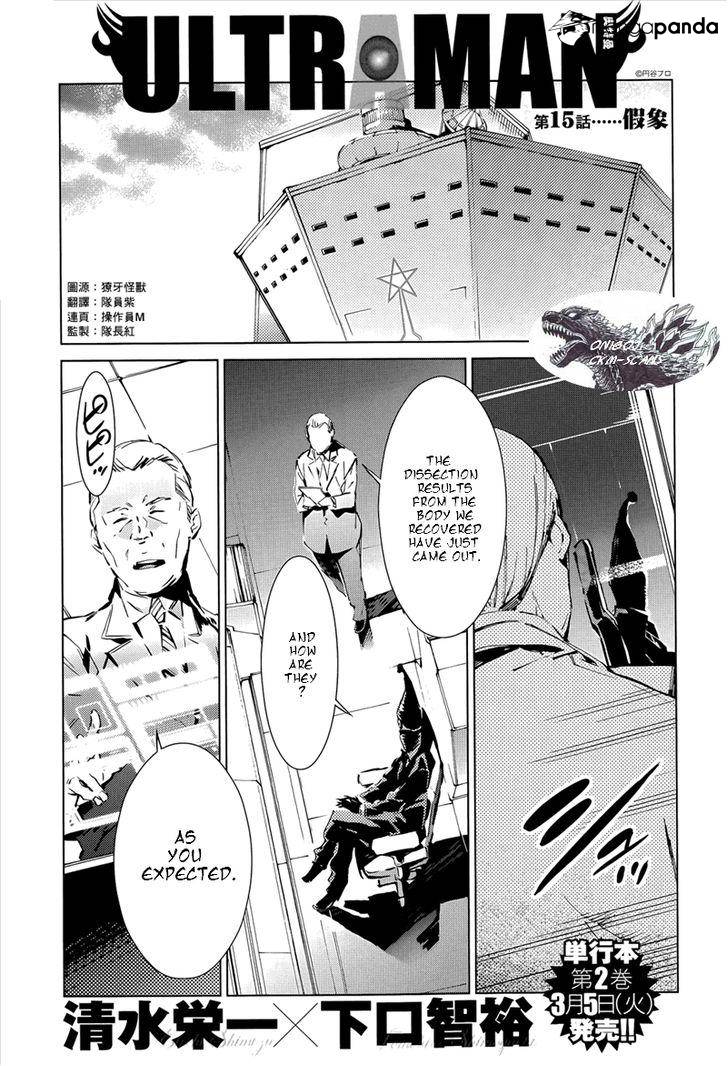 ULTRAMAN
mangapanda
©円谷プロ
第15話……假象
圖源：獠牙怪獸
翻譯：隊員紫
連頁：操作員M
監製：隊長紅
ONIGOJI
CKM-SCANS
THE
DISSECTION
RESULTS
FROM THE
BODY WE
RECOVERED
HAVE JUST
CAME OUT.
シュッ
AND
HOW
ARE
THEY?
ピピッ
AS
YOU
EXPECTED.
単行本
第2巻
3月5日(火)
発売!!
清水栄一×下口智裕